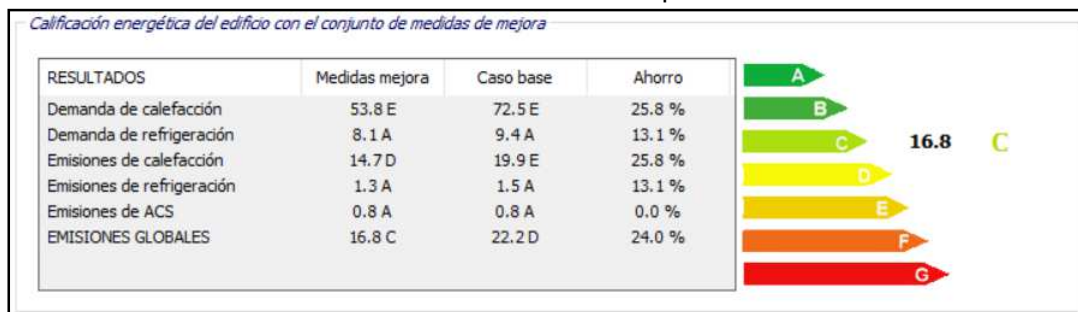 Calificación energética del edificio con el conjunto de medidas de mejora
RESULTADOS Medidas mejora Caso base Ahorro
Demanda de calefacción 53.8 E 72.5 E 25.8 %
Demanda de refrigeración 8.1 A 9.4 A 13.1 %
Emisiones de calefacción 14.7 D 19.9 E 25.8 %
Emisiones de refrigeración 1.3 A 1.5 A 13.1 %
Emisiones de ACS 0.8 A 0.8 A 0.0 %
EMISIONES GLOBALES 16.8 C 22.2 D 24.0 %
A
B
C 16.8 C
D
E
F
G